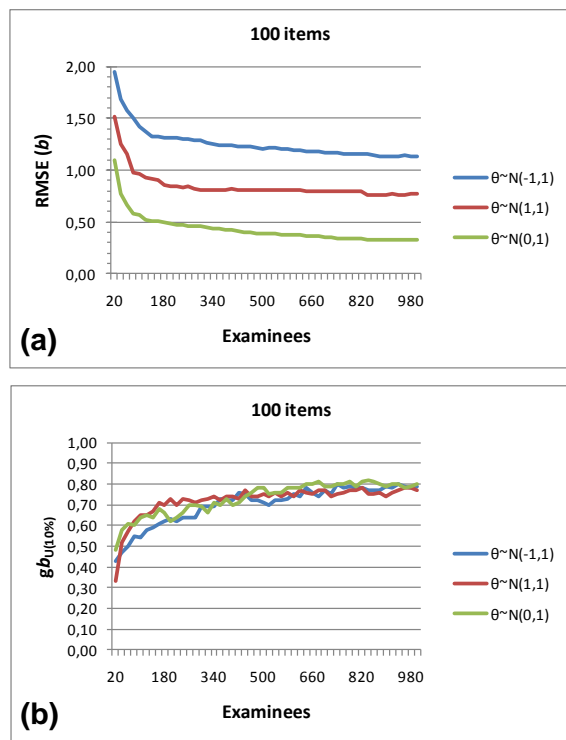 100 items
2,00
1,50
1,00
0,50
0,00
RMSE (b)
20 180 340 500 660 820 980
Examinees
θ~N(-1,1)
θ~N(1,1)
θ~N(0,1)
(a)
100 items
1,00
0,90
0,80
0,70
0,60
0,50
0,40
0,30
0,20
0,10
0,00
gbU(10%)
20 180 340 500 660 820 980
Examinees
θ~N(-1,1)
θ~N(1,1)
θ~N(0,1)
(b)